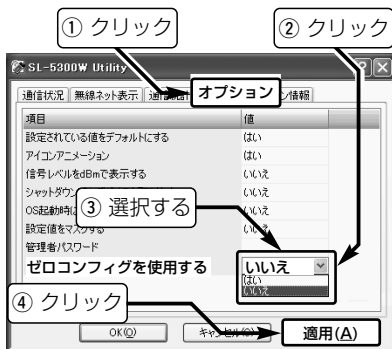 ① クリック
② クリック
SL-5300W Utility
通信状況 無線ネット表示 オプション 情報
項目 値
設定されている値をデフォルトにする はい
アイコンアニメーション はい
信号レベルをdBmで表示する いいえ
シャットダウン いいえ
OS起動時に
③ 選択する
設定値をマスクする いいえ
管理者パスワード
ゼロコンフィグを使用する いいえ
はい
いいえ
④ クリック
OK(O) 適用(A)